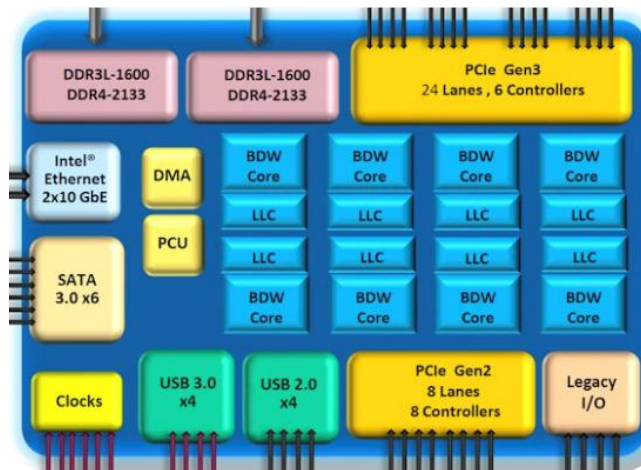 DDR3L-1600
DDR4-2133
DDR3L-1600
DDR4-2133
PCIe Gen3
24 Lanes , 6 Controllers
Intel®
Ethernet
2x10 GbE
DMA
PCU
BDW
Core
BDW
Core
BDW
Core
BDW
Core
LLC
LLC
LLC
LLC
LLC
LLC
LLC
LLC
BDW
Core
BDW
Core
BDW
Core
BDW
Core
SATA
3.0 x6
Clocks
USB 3.0
x4
USB 2.0
x4
PCIe Gen2
8 Lanes
8 Controllers
Legacy
I/O